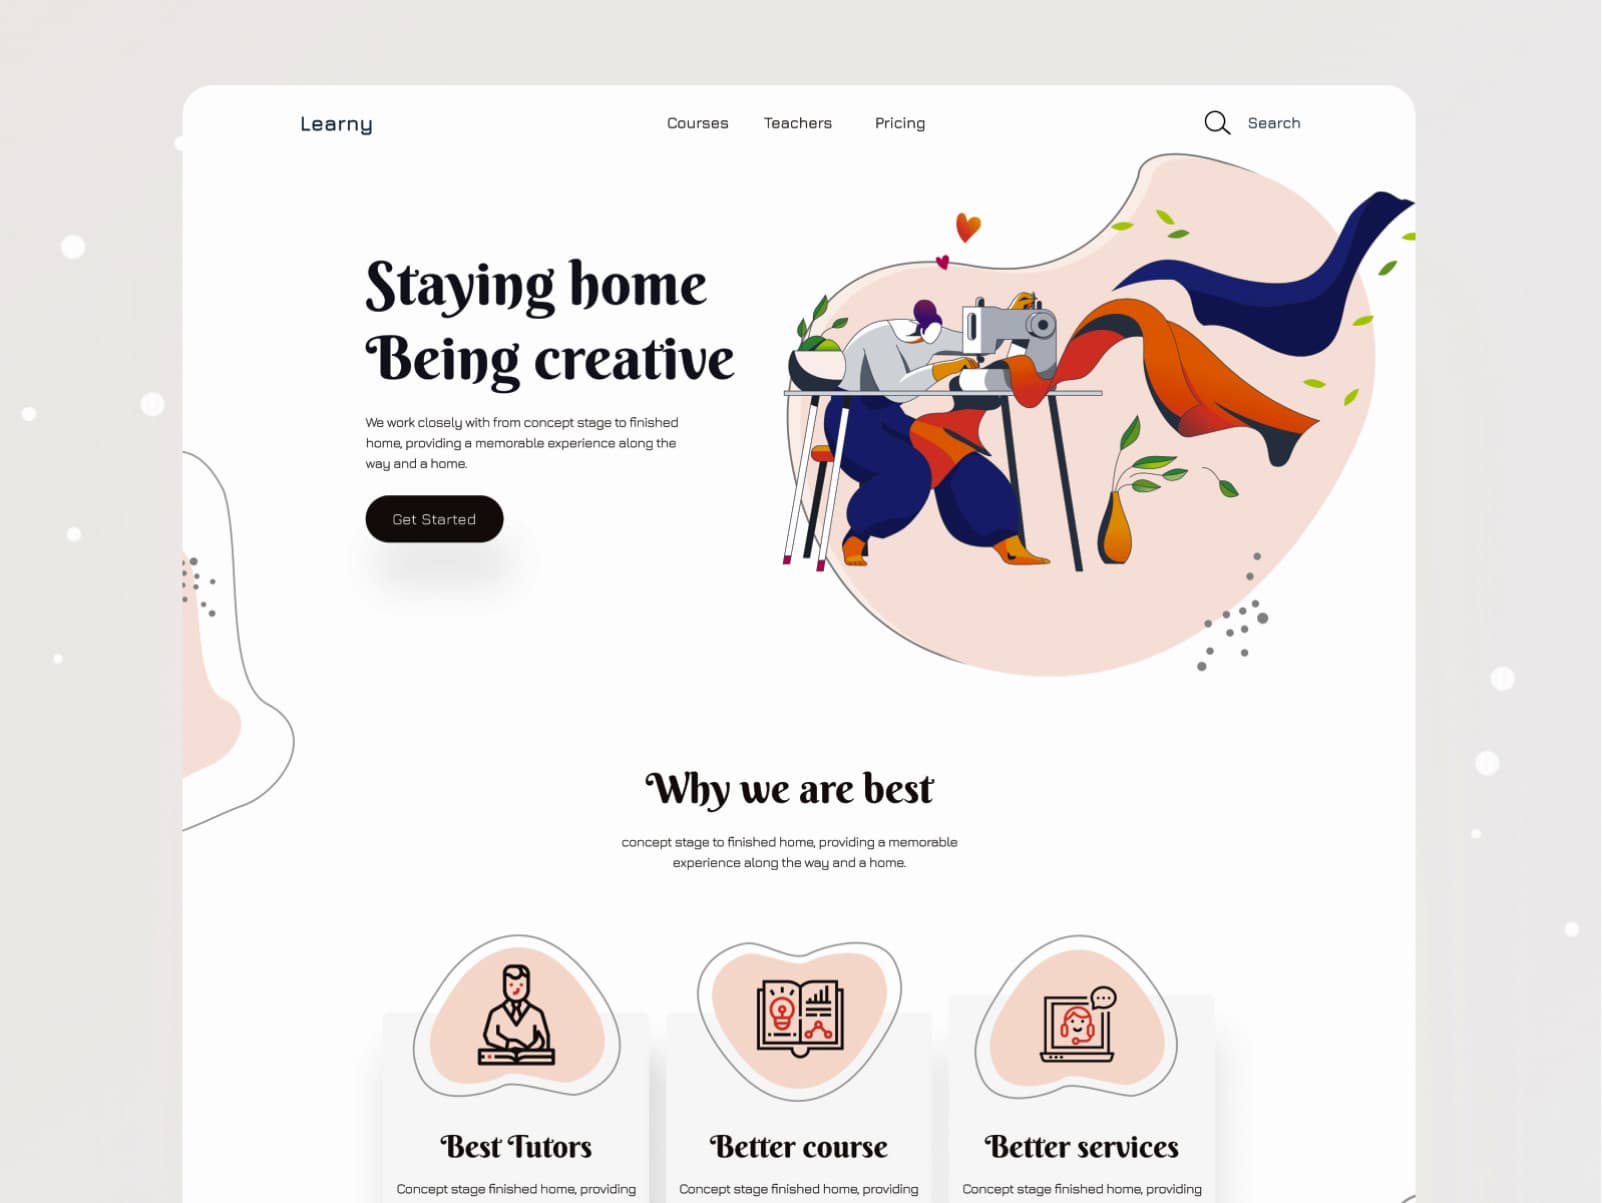 Learny
Courses Teachers Pricing
Search
Staying home
Being creative
We work closely with from concept stage to finished
home, providing a memorable experience along the
way and a home.
Get Started
Why we are best
concept stage to finished home, providing a memorable
experience along the way and a home.
Best Tutors
Better course
Better services
Concept stage finished home, providing
Concept stage finished home, providing
Concept stage finished home, providing